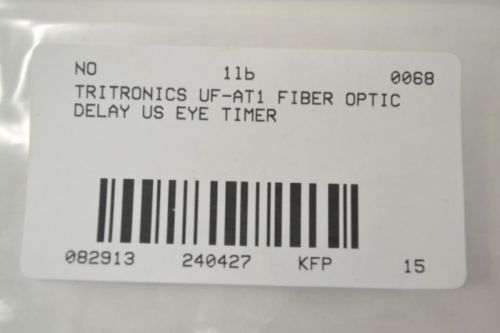 NO 1lb 0068
TRITRONICS UF-AT1 FIBER OPTIC
DELAY US EYE TIMER
082913 240427 KFP 15